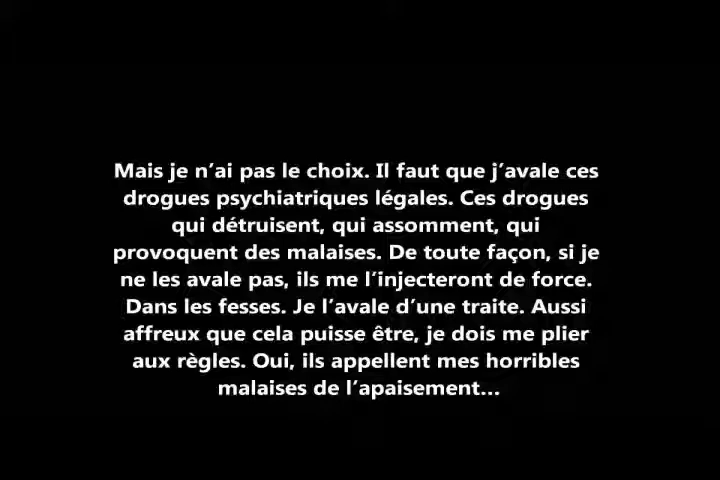 Mais je n’ai pas le choix. Il faut que j’avale ces
drogues psychiatriques légales. Ces drogues
qui détruisent, qui assomment, qui
provoquent des malaises. De toute façon, si je
ne les avale pas, ils me l’injecteront de force.
Dans les fesses. Je l’avale d’une traite. Aussi
affreux que cela puisse être, je dois me plier
aux règles. Oui, ils appellent mes horribles
malaises de l’apaisement...